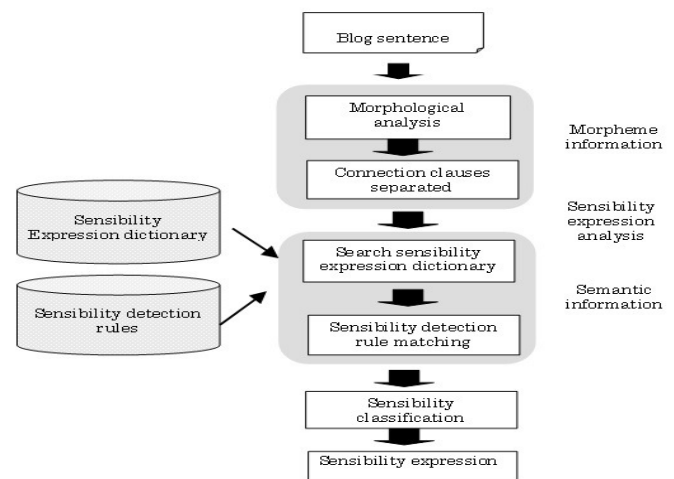 Blog sentence
Morphological
analysis
Morpheme
information
Connection clauses
separated
Sensibility
Expression dictionary
Sensibility
expression
analysis
Search sensibility
expression dictionary
Sensibility detection
rules
Semantic
information
Sensibility detection
rule matching
Sensibility
classification
Sensibility expression